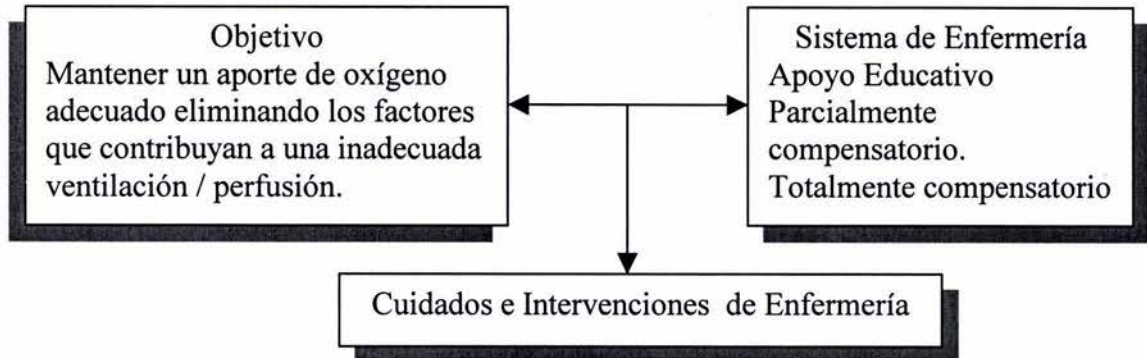 Objetivo
Mantener un aporte de oxígeno
adecuado eliminando los factores
que contribuyan a una inadecuada
ventilación / perfusión.
Sistema de Enfermería
Apoyo Educativo
Parcialmente
compensatorio.
Totalmente compensatorio
Cuidados e Intervenciones de Enfermería